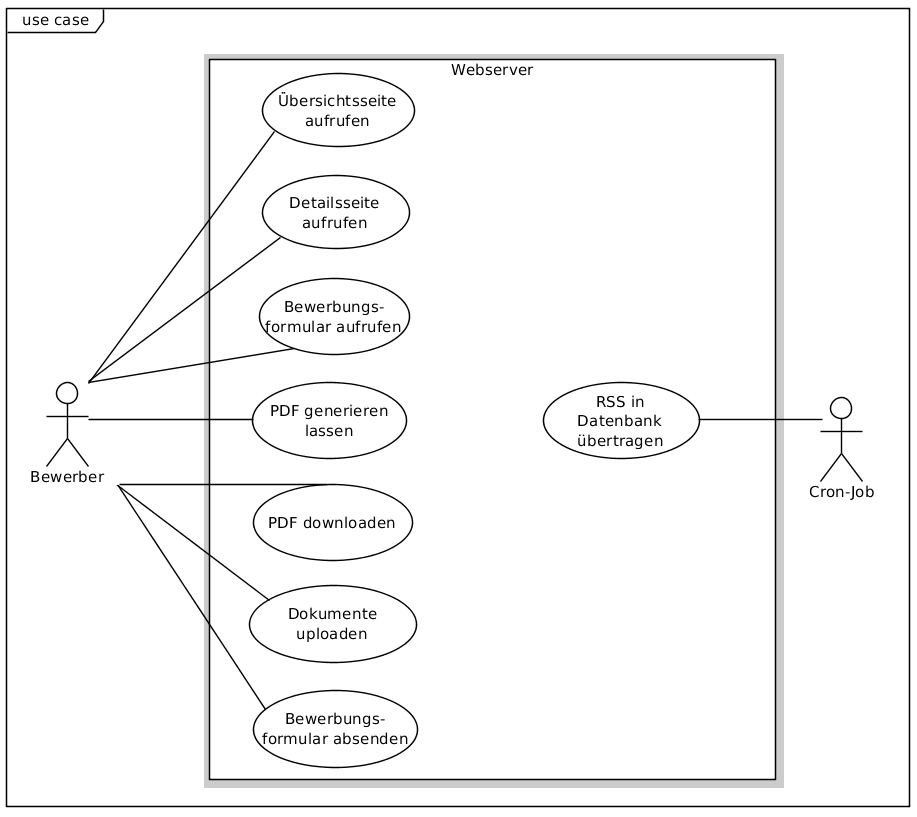 use case
Webserver
Übersichtsseite
aufrufen
Detailsseite
aufrufen
Bewerbungs-
formular aufrufen
PDF generieren
lassen
RSS in
Datenbank
übertragen
Bewerber
Cron-Job
PDF downloaden
Dokumente
uploaden
Bewerbungs-
formular absenden